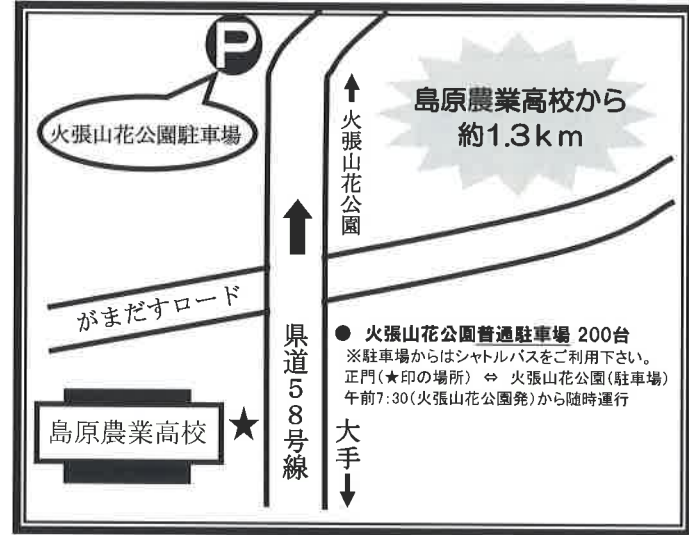 P
火張山花公園駐車場
↑火張山花公園
島原農業高校から
約1.3km
がまだすロード
県道58号線
● 火張山花公園普通駐車場 200台
※駐車場からはシャトルバスをご利用下さい。
正門(★印の場所) ⇔ 火張山花公園(駐車場)
午前7:30(火張山花公園発)から随時運行
島原農業高校 ★
大手↓